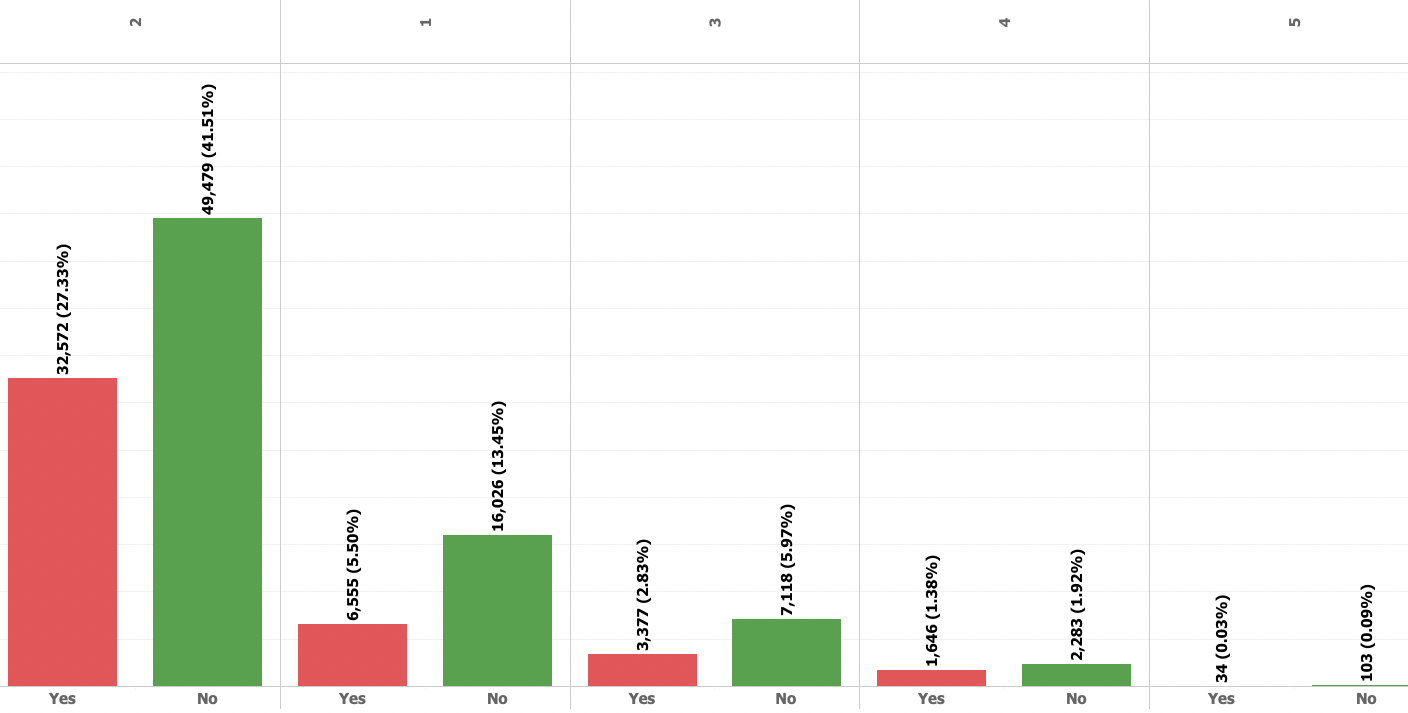 2
1
3
4
5
32,572 (27.33%)
49,479 (41.51%)
6,555 (5.50%)
16,026 (13.45%)
3,377 (2.83%)
7,118 (5.97%)
1,646 (1.38%)
2,283 (1.92%)
34 (0.03%)
103 (0.09%)
Yes
No
Yes
No
Yes
No
Yes
No
Yes
No